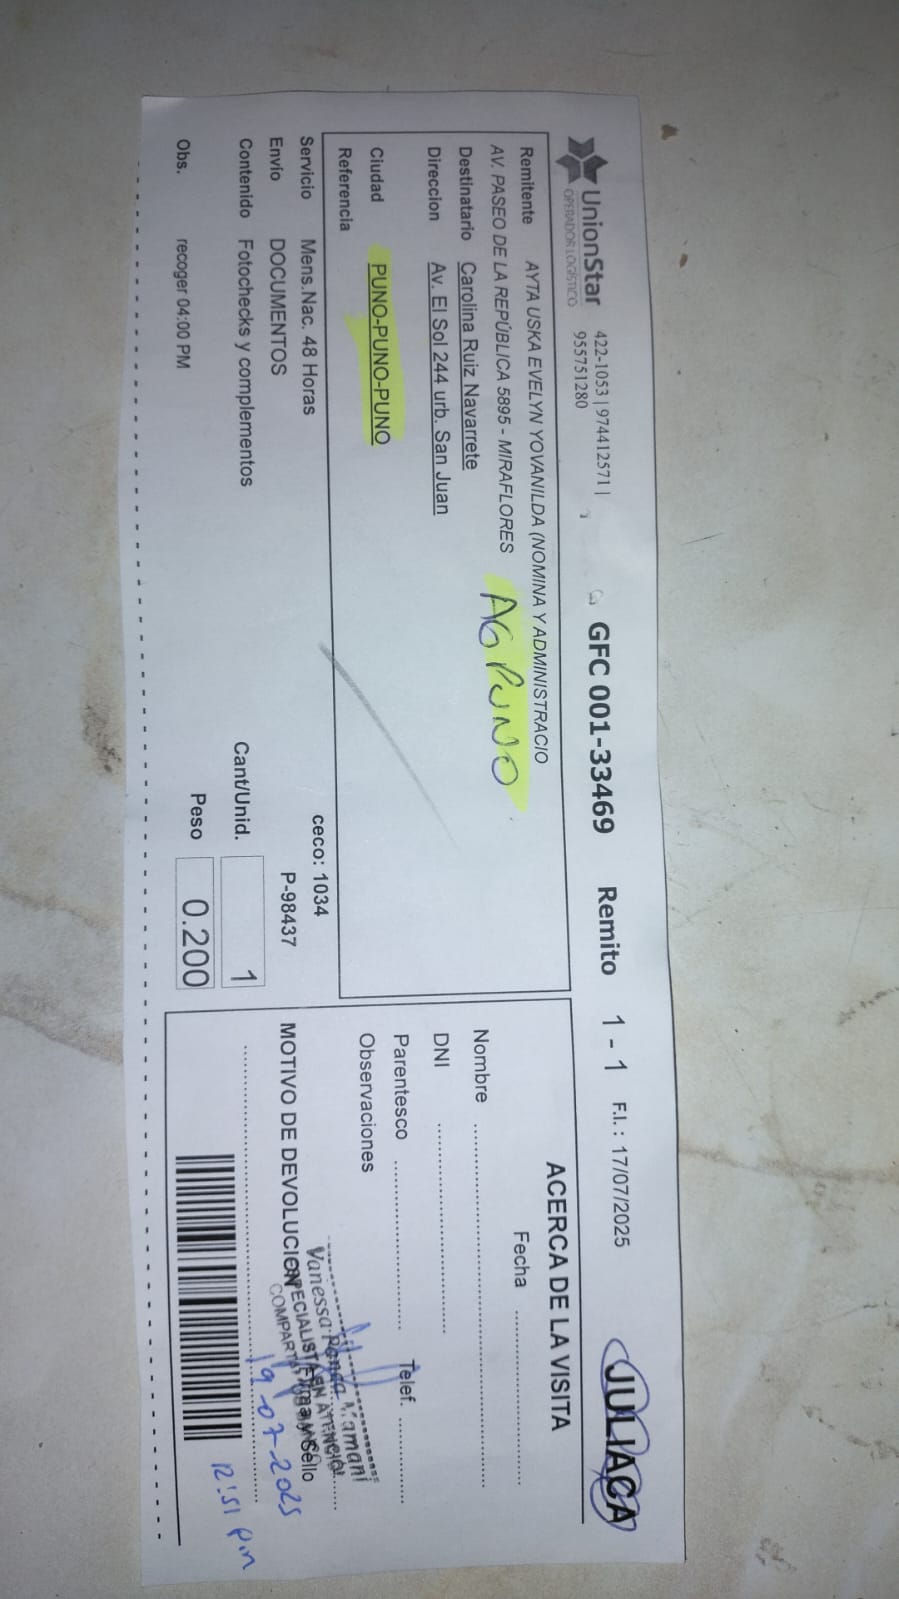 UnionStar
OPERADOR LOGÍSTICO
422-1053 | 974412571 |
955751280
GFC 001-33469 Remito 1 - 1 F.I. : 17/07/2025 JULIACA
Remitente AYTA USKA EVELYN YOVANILDA (NOMINA Y ADMINISTRACIO
AV. PASEO DE LA REPÚBLICA 5895 - MIRAFLORES
Destinatario Carolina Ruiz Navarrete
AG PUNO
Direccion Av. El Sol 244 urb. San Juan
Ciudad PUNO-PUNO-PUNO
Referencia
Servicio Mens.Nac. 48 Horas ceco: 1034
Envío DOCUMENTOS P-98437
Contenido Fotochecks y complementos Cant/Unid. 1
Obs. recoger 04:00 PM Peso 0.200
ACERCA DE LA VISITA
Fecha
Nombre
DNI
Parentesco Telef.
Observaciones
Vanessa Mamani
MOTIVO DE DEVOLUCION
Firma y Sello
19-07-2025
12:51 pm